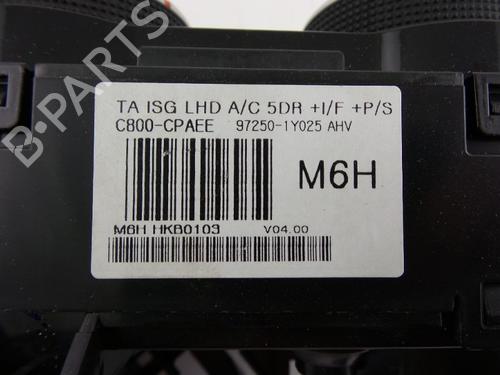 TA ISG LHD A/C 5DR +I/F +P/S
C800-CPAEE 97250-1Y025 AHV
M6H
M6H HKB0103 V04.00
B-PARTS